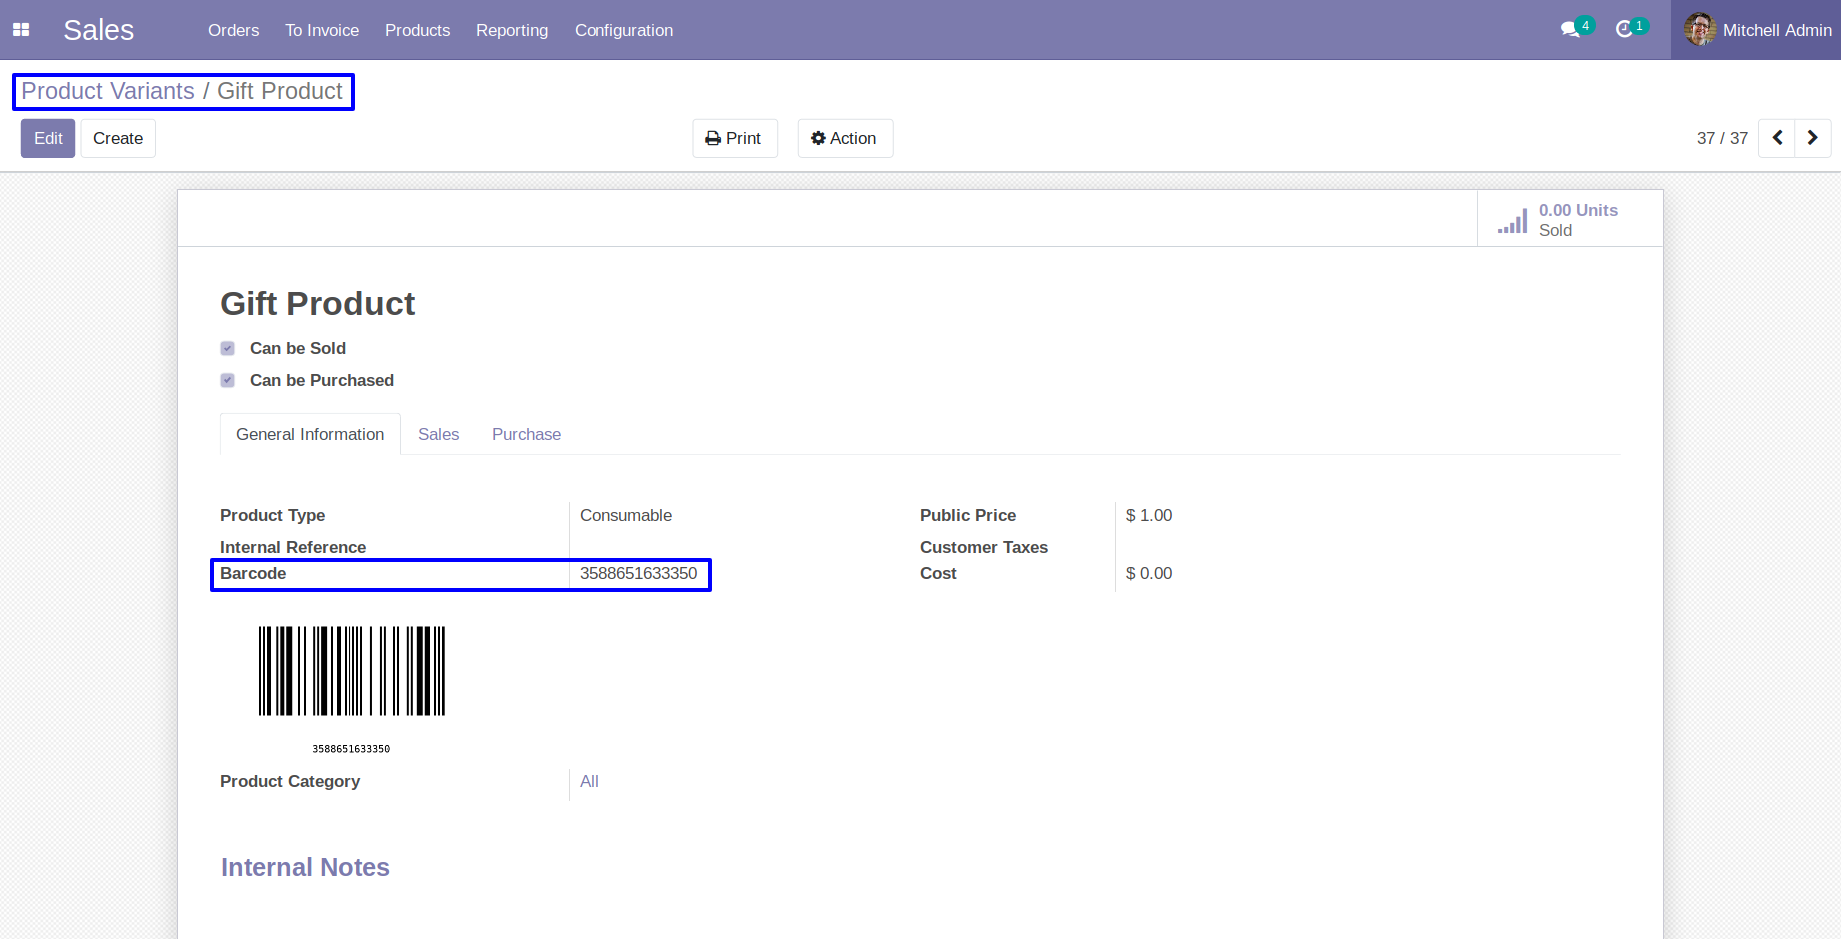 Sales Orders To Invoice Products Reporting Configuration 4 1 Mitchell Admin
Product Variants / Gift Product
Edit Create Print Action 37 / 37
0.00 Units
Sold
Gift Product
Can be Sold
Can be Purchased
General Information Sales Purchase
Product Type Consumable Public Price $ 1.00
Internal Reference Customer Taxes
Barcode 3588651633350 Cost $ 0.00
3588651633350
Product Category All
Internal Notes